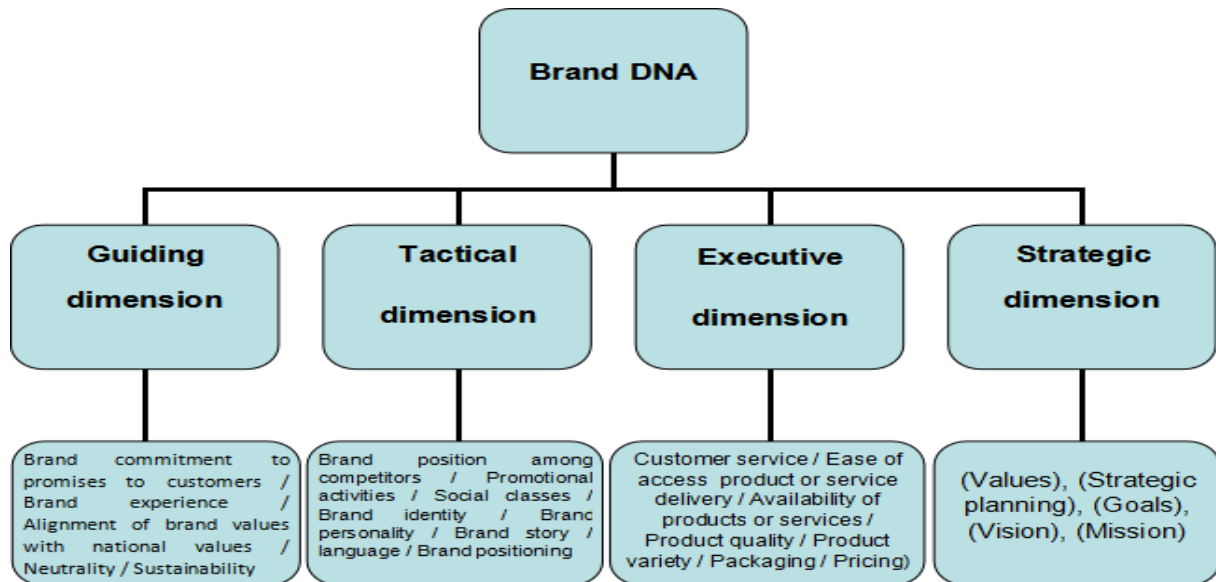 Brand DNA
Guiding
dimension
Tactical
dimension
Executive
dimension
Strategic
dimension
Brand commitment to
promises to customers /
Brand experience /
Alignment of brand values
with national values /
Neutrality / Sustainability
Brand position among
competitors / Promotional
activities / Social classes /
Brand identity / Brand
personality / Brand story /
language / Brand positioning
Customer service / Ease of
access product or service
delivery / Availability of
products or services /
Product quality / Product
variety / Packaging / Pricing)
(Values), (Strategic
planning), (Goals),
(Vision), (Mission)